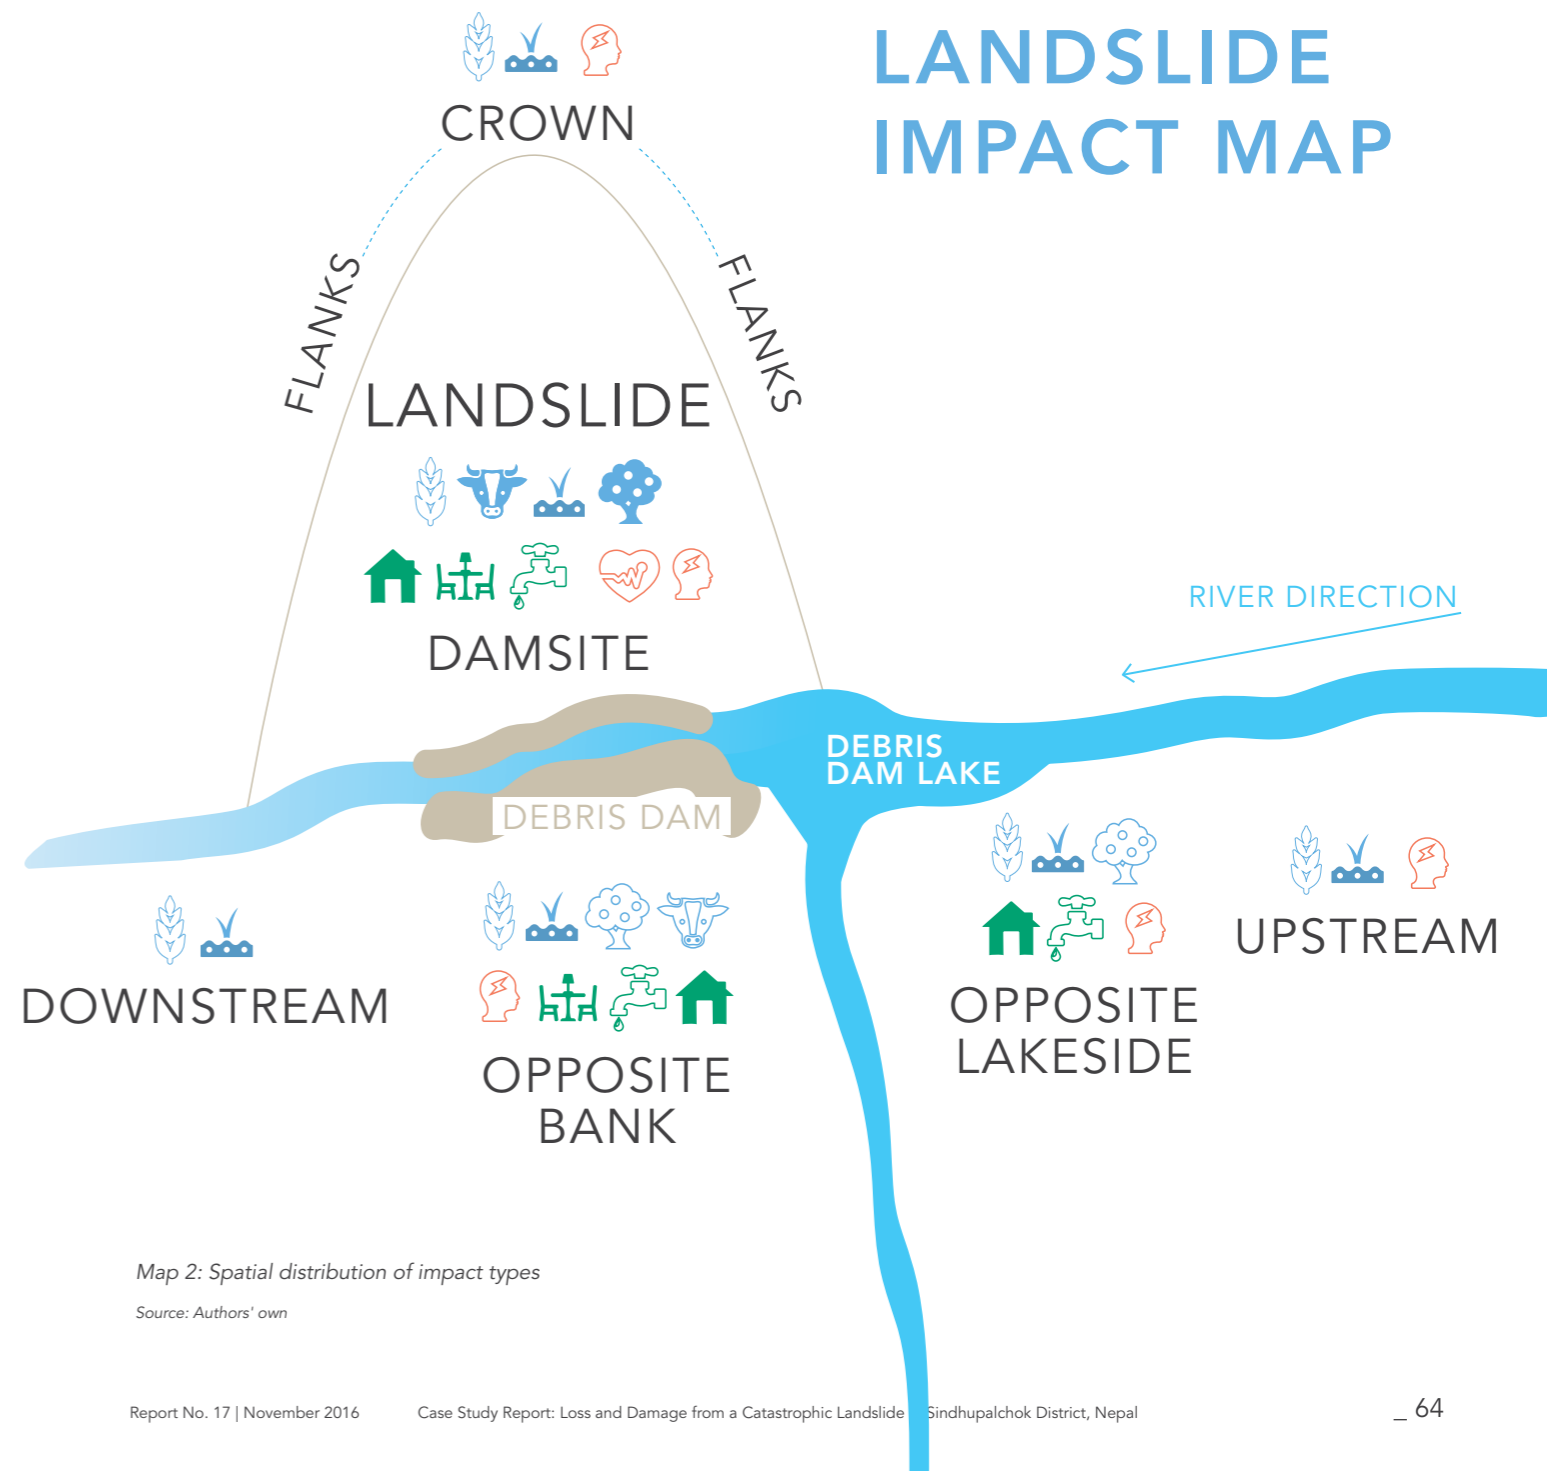 LANDSLIDE
IMPACT MAP
CROWN
FLANKS
FLANKS
LANDSLIDE
DAMSITE
RIVER DIRECTION
DEBRIS
DAM LAKE
DEBRIS DAM
DOWNSTREAM
OPPOSITE
BANK
OPPOSITE
LAKESIDE
UPSTREAM
Map 2: Spatial distribution of impact types
Source: Authors' own
Report No. 17 | November 2016
Case Study Report: Loss and Damage from a Catastrophic Landslide Sindhupalchok District, Nepal
_ 64